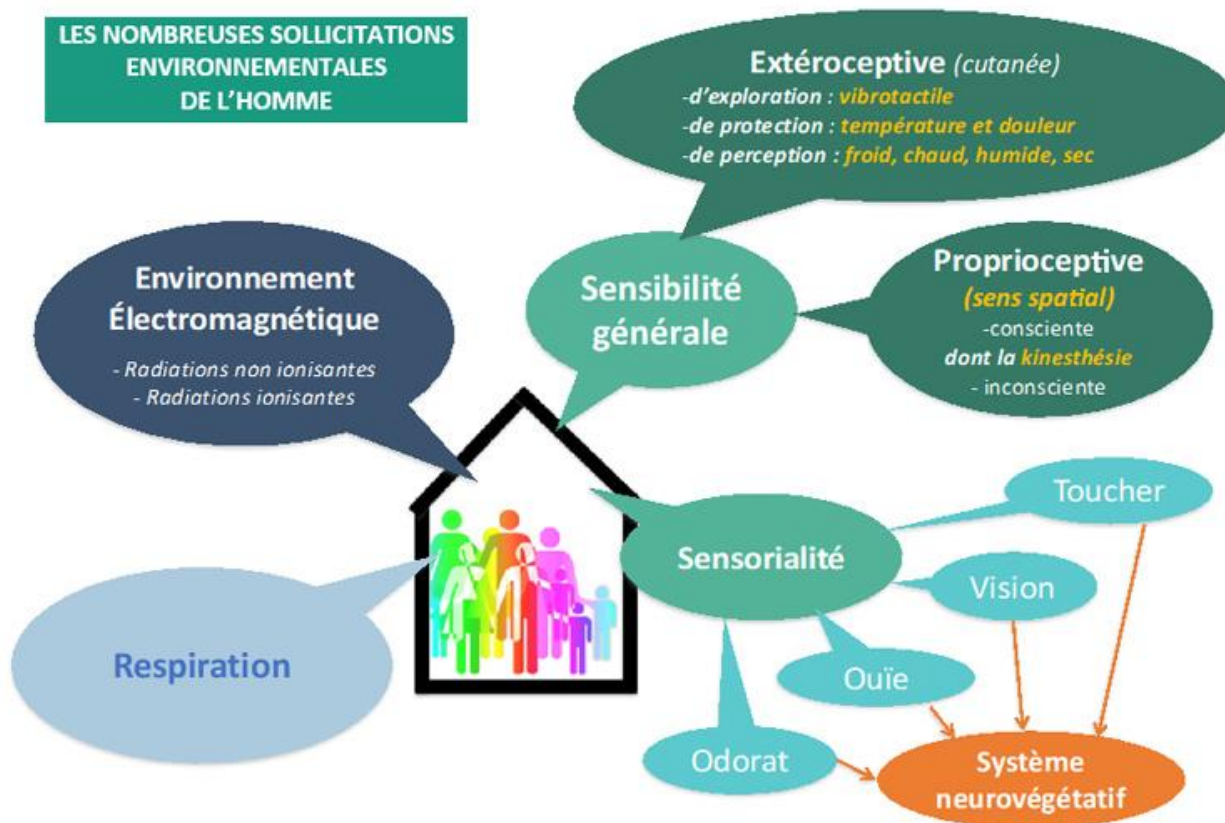 LES NOMBREUSES SOLLICITATIONS
ENVIRONNEMENTALES
DE L'HOMME
Extéroceptive (cutanée)
-d'exploration : vibrotactile
-de protection : température et douleur
-de perception : froid, chaud, humide, sec
Environnement
Électromagnétique
- Radiations non ionisantes
- Radiations ionisantes
Sensibilité
générale
Proprioceptive
(sens spatial)
-consciente
dont la kinesthésie
- inconsciente
Toucher
Sensorialité
Vision
Respiration
Ouïe
Odorat
Système
neurovégétatif